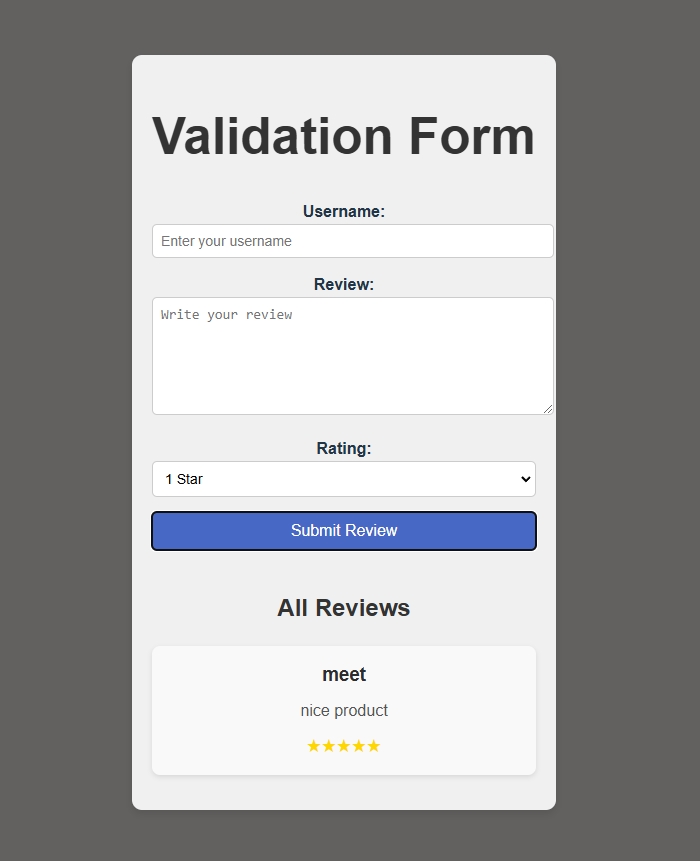 Validation Form
Username:
Enter your username
Review:
Write your review
Rating:
1 Star
Submit Review
All Reviews
meet
nice product
★★★★★